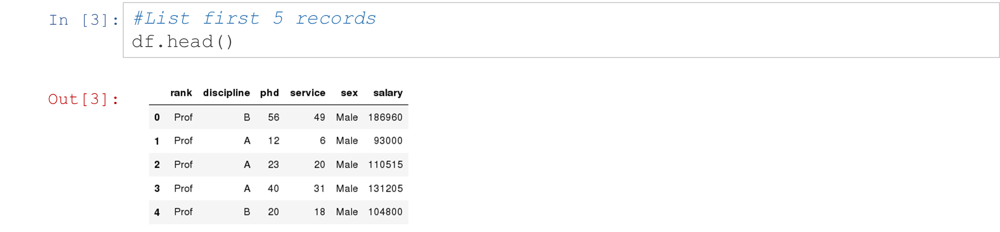 In [3]: #List first 5 records
df.head()
Out[3]:
rank discipline phd service sex salary
0 Prof B 56 49 Male 186960
1 Prof A 12 6 Male 93000
2 Prof A 23 20 Male 110515
3 Prof A 40 31 Male 131205
4 Prof B 20 18 Male 104800